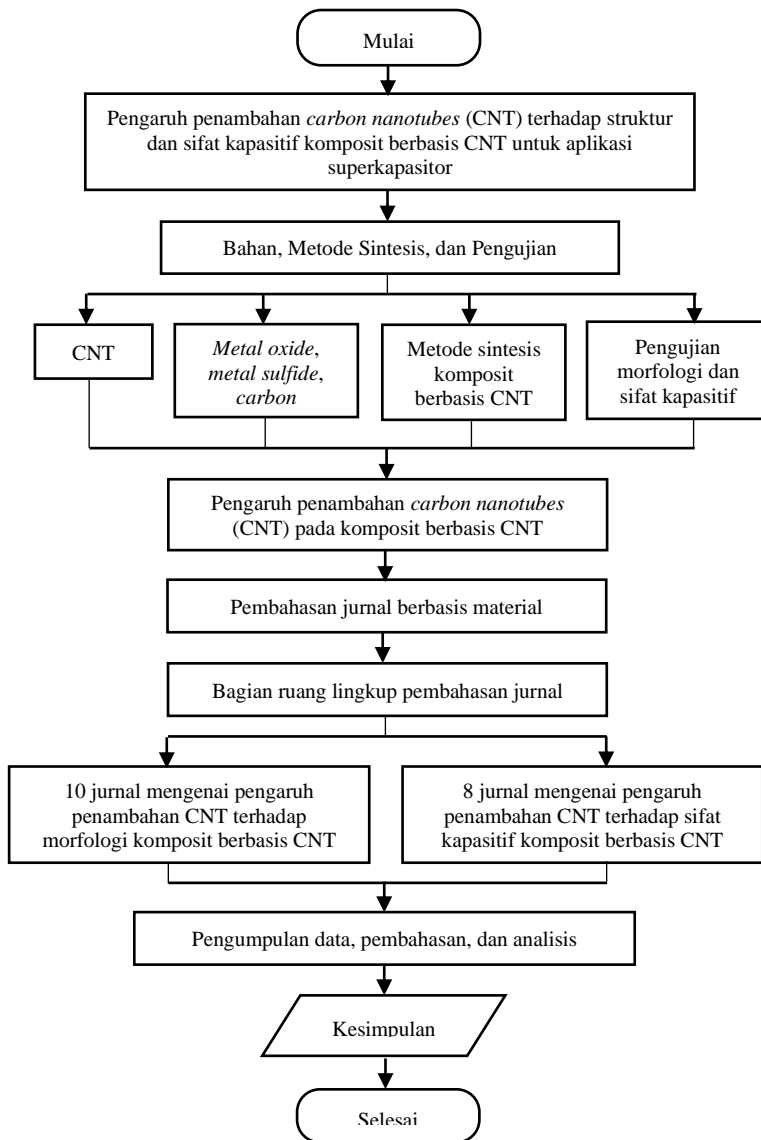 Mulai
Pengaruh penambahan carbon nanotubes (CNT) terhadap struktur
dan sifat kapasitif komposit berbasis CNT untuk aplikasi
superkapasitor
Bahan, Metode Sintesis, dan Pengujian
CNT
Metal oxide,
metal sulfide,
carbon
Metode sintesis
komposit
berbasis CNT
Pengujian
morfologi dan
sifat kapasitif
Pengaruh penambahan carbon nanotubes
(CNT) pada komposit berbasis CNT
Pembahasan jurnal berbasis material
Bagian ruang lingkup pembahasan jurnal
10 jurnal mengenai pengaruh
penambahan CNT terhadap
morfologi komposit berbasis CNT
8 jurnal mengenai pengaruh
penambahan CNT terhadap sifat
kapasitif komposit berbasis CNT
Pengumpulan data, pembahasan, dan analisis
Kesimpulan
Selesai